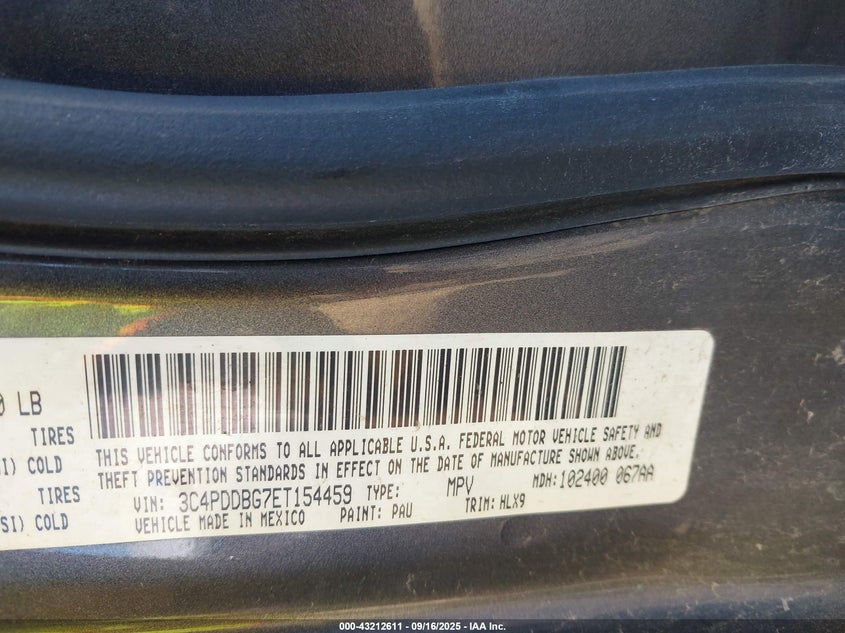 0 LB
TIRES
I) COLD
TIRES
SI) COLD
THIS VEHICLE CONFORMS TO ALL APPLICABLE U.S.A. FEDERAL MOTOR VEHICLE SAFETY AND
THEFT PREVENTION STANDARDS IN EFFECT ON THE DATE OF MANUFACTURE SHOWN ABOVE.
VIN: 3C4PDDBG7ET154459 TYPE: MPV MDH: 102400 067AA
VEHICLE MADE IN MEXICO PAINT: PAU TRIM: HLX9
000-43212611 - 09/16/2025 - IAA Inc.